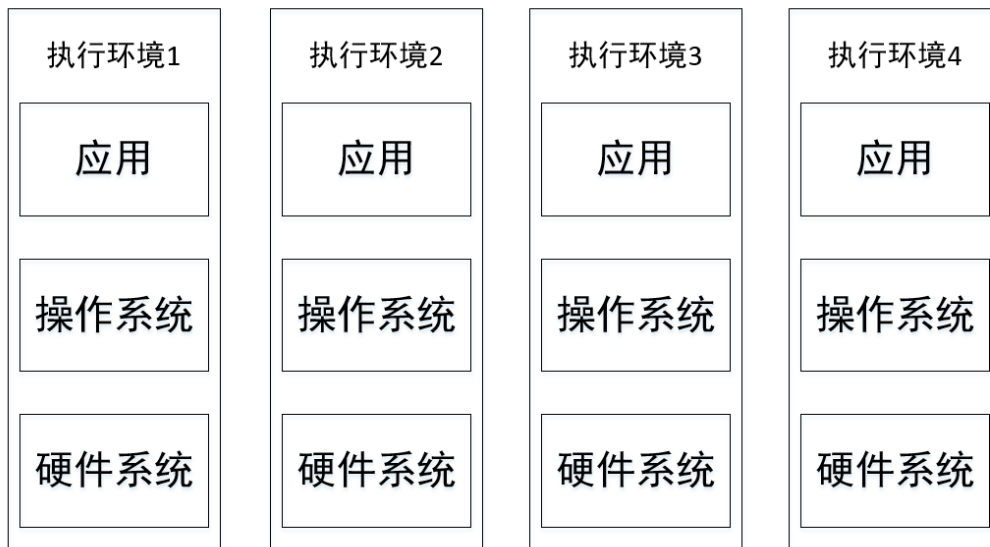 执行环境1
应用
操作系统
硬件系统
执行环境2
应用
操作系统
硬件系统
执行环境3
应用
操作系统
硬件系统
执行环境4
应用
操作系统
硬件系统